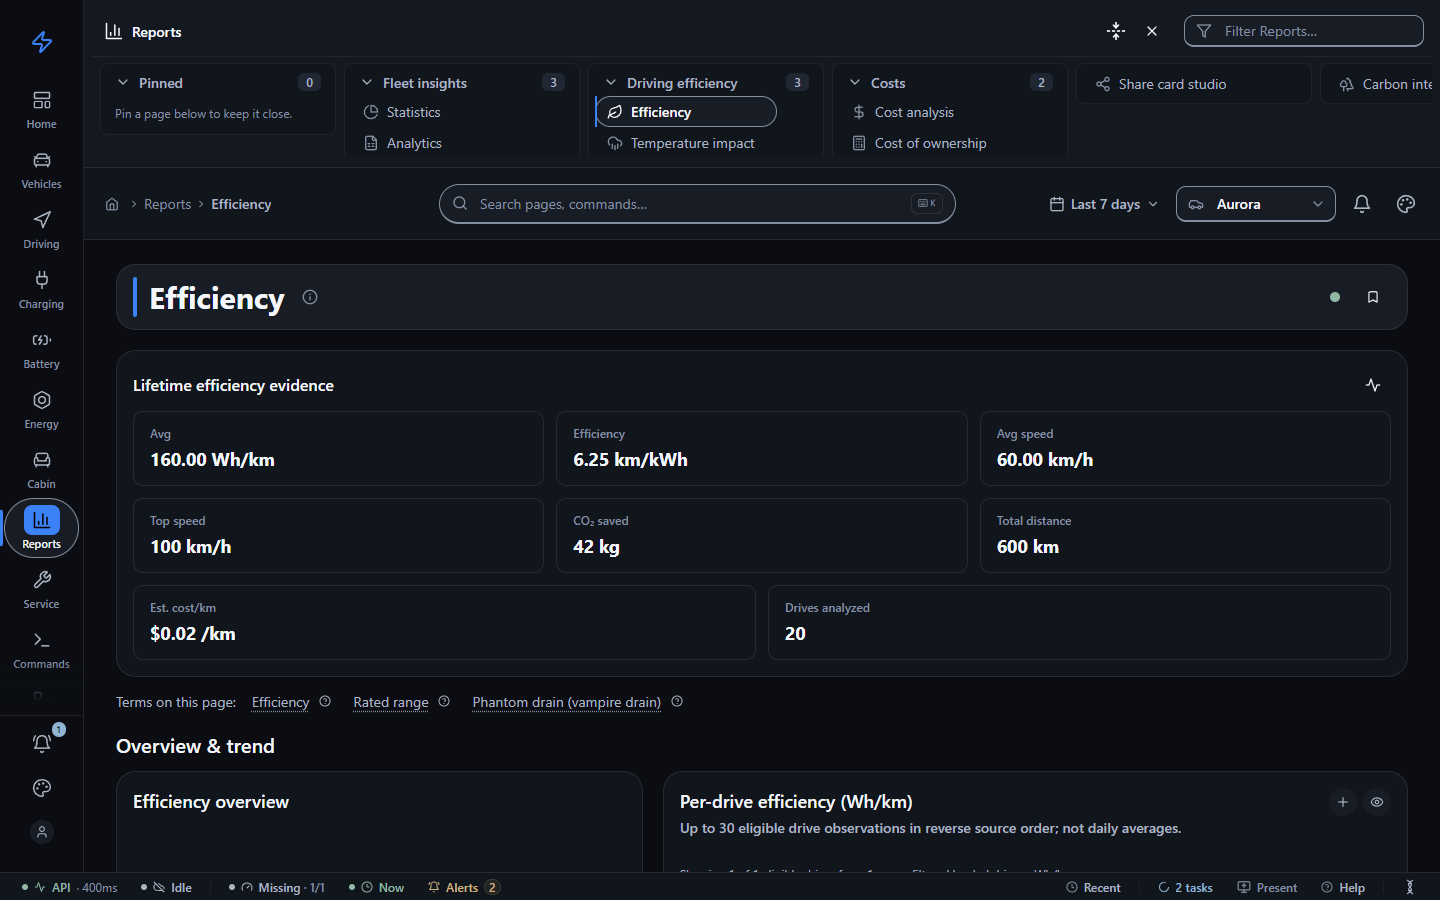 Reports
Filter Reports...
Pinned 0
Pin a page below to keep it close.
Fleet insights 3
Statistics
Analytics
Driving efficiency 3
Efficiency
Temperature impact
Costs 2
Cost analysis
Cost of ownership
Share card studio
Carbon inte
Home
Vehicles
Driving
Charging
Battery
Energy
Cabin
Reports
Service
Commands
1
Reports
Efficiency
Search pages, commands...
K
Last 7 days
Aurora
Efficiency
Lifetime efficiency evidence
Avg
160.00 Wh/km
Efficiency
6.25 km/kWh
Avg speed
60.00 km/h
Top speed
100 km/h
CO₂ saved
42 kg
Total distance
600 km
Est. cost/km
$0.02 /km
Drives analyzed
20
Terms on this page: Efficiency Rated range Phantom drain (vampire drain)
Overview & trend
Efficiency overview
Per-drive efficiency (Wh/km)
Up to 30 eligible drive observations in reverse source order; not daily averages.
API · 400ms
Idle
Missing · 1/1
Now
Alerts 2
Recent
2 tasks
Present
Help